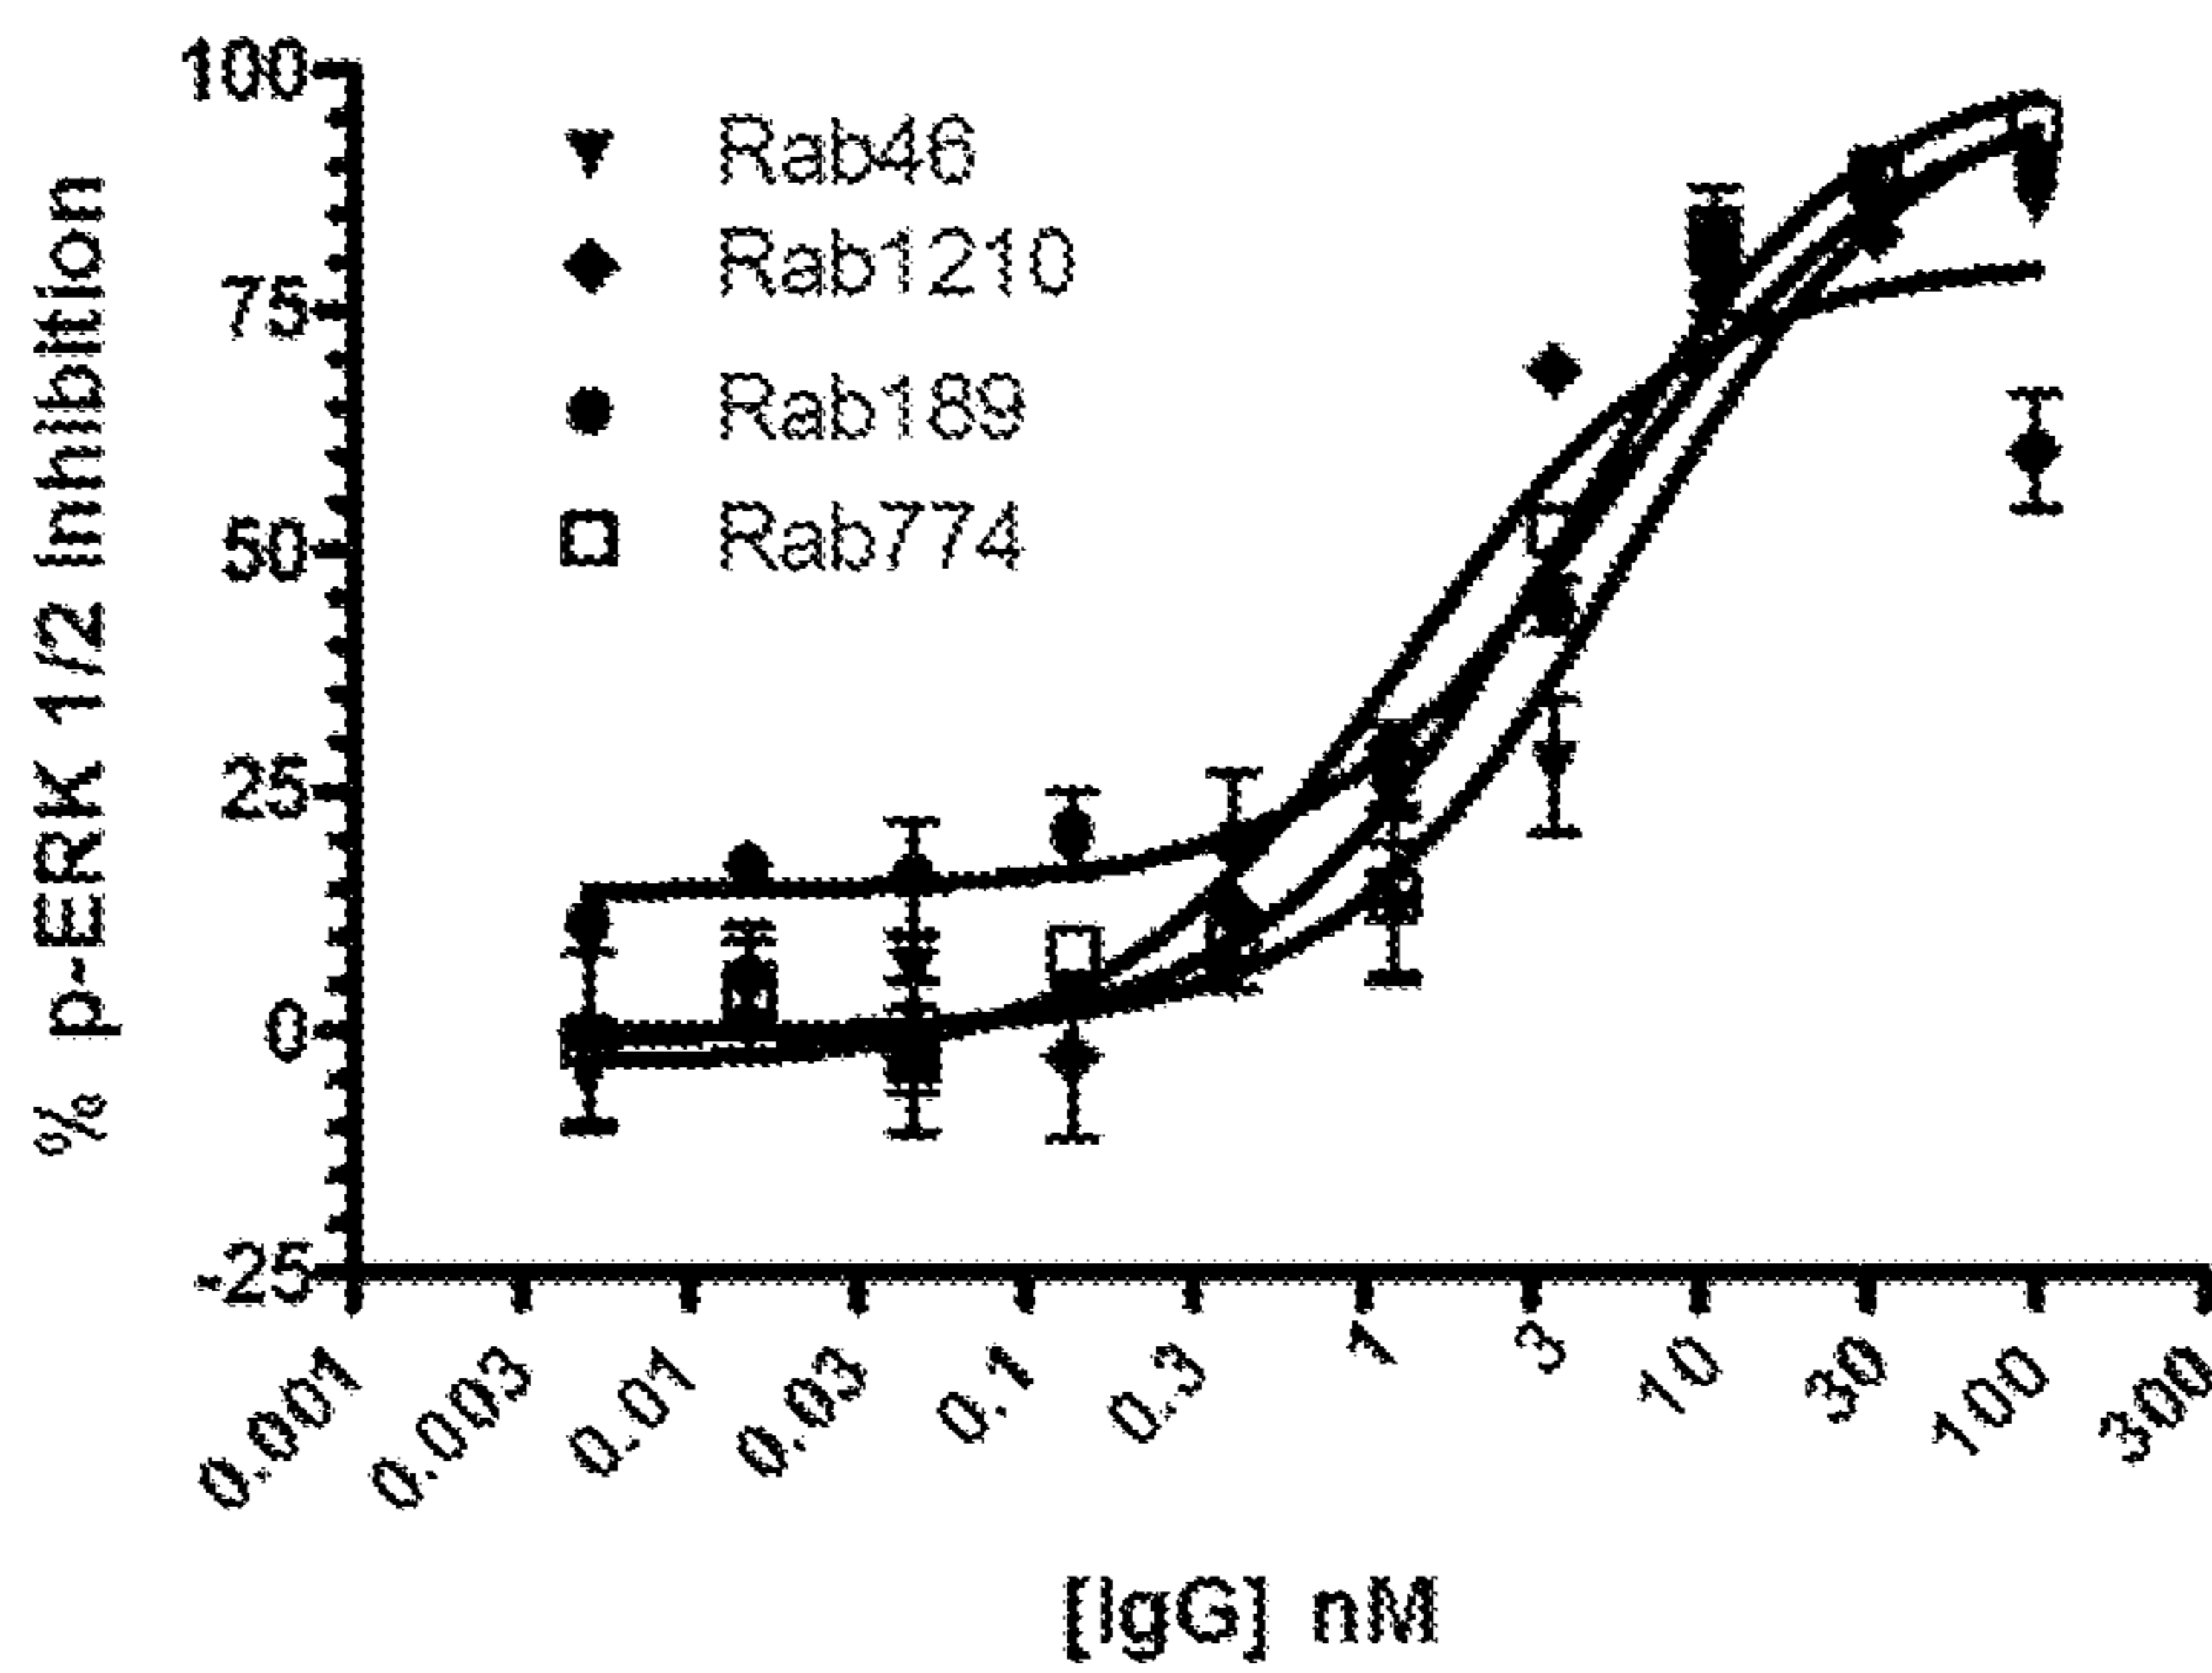 % p-ERK 1/2 Inhibition
100
75
50
25
0
-25
Rab46
Rab1210
Rab189
Rab774
0.001 0.003 0.01 0.03 0.1 0.3 1 3 10 30 100 300
[IgG] nM